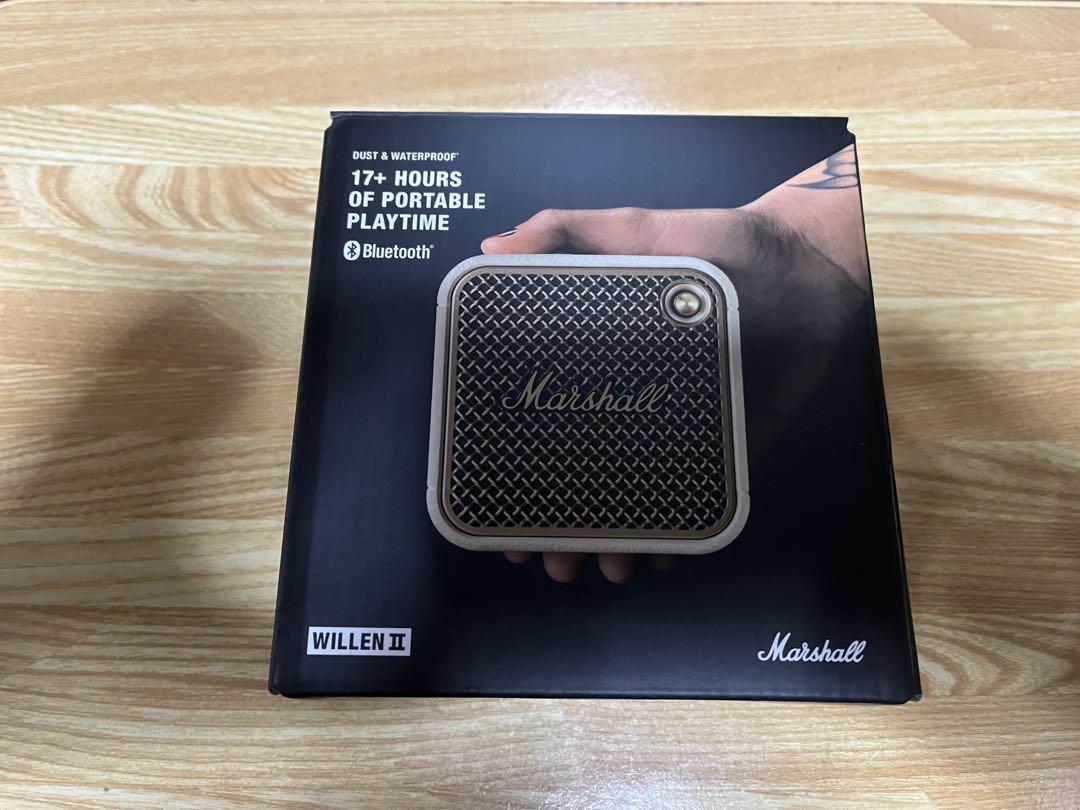 DUST & WATERPROOF*
17+ HOURS
OF PORTABLE
PLAYTIME
Bluetooth®
Marshall
WILLEN II
Marshall